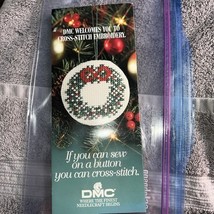 DMC WELCOMES YOU TO
CROSS-STITCH EMBROIDERY.
If you can sew
on a button
you can cross-stitch.
DMC
WHERE THE FINEST
NEEDLECRAFT BEGINS